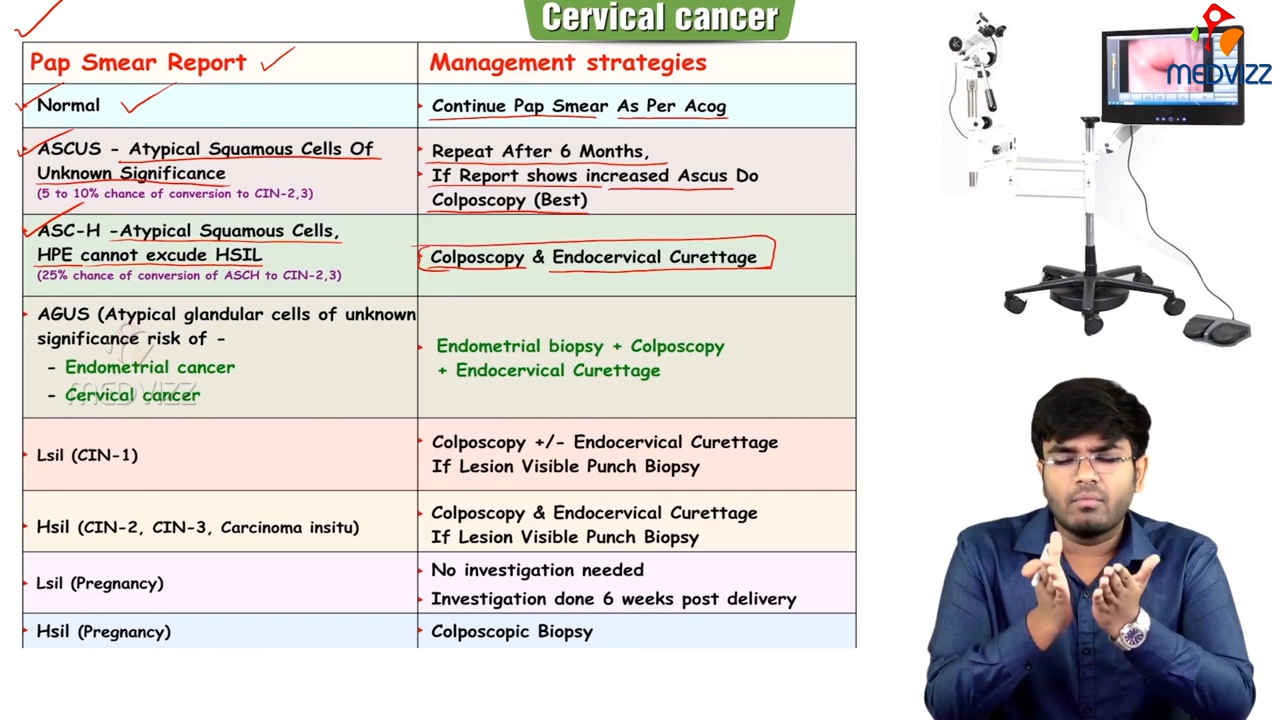 Cervical cancer
MEDVIZZ
Pap Smear Report
Management strategies
Normal
Continue Pap Smear As Per Acog
ASCUS - Atypical Squamous Cells Of
Unknown Significance
(5 to 10% chance of conversion to CIN-2,3)
Repeat After 6 Months,
If Report shows increased Ascus Do
Colposcopy (Best)
ASC-H -Atypical Squamous Cells,
HPE cannot excude HSIL
(25% chance of conversion of ASCH to CIN-2,3)
Colposcopy & Endocervical Curettage
AGUS (Atypical glandular cells of unknown
significance risk of -
- Endometrial cancer
- Cervical cancer
MEDVIZZ
Endometrial biopsy + Colposcopy
+ Endocervical Curettage
Lsil (CIN-1)
Colposcopy +/- Endocervical Curettage
If Lesion Visible Punch Biopsy
Hsil (CIN-2, CIN-3, Carcinoma insitu)
Colposcopy & Endocervical Curettage
If Lesion Visible Punch Biopsy
Lsil (Pregnancy)
No investigation needed
Investigation done 6 weeks post delivery
Hsil (Pregnancy)
Colposcopic Biopsy